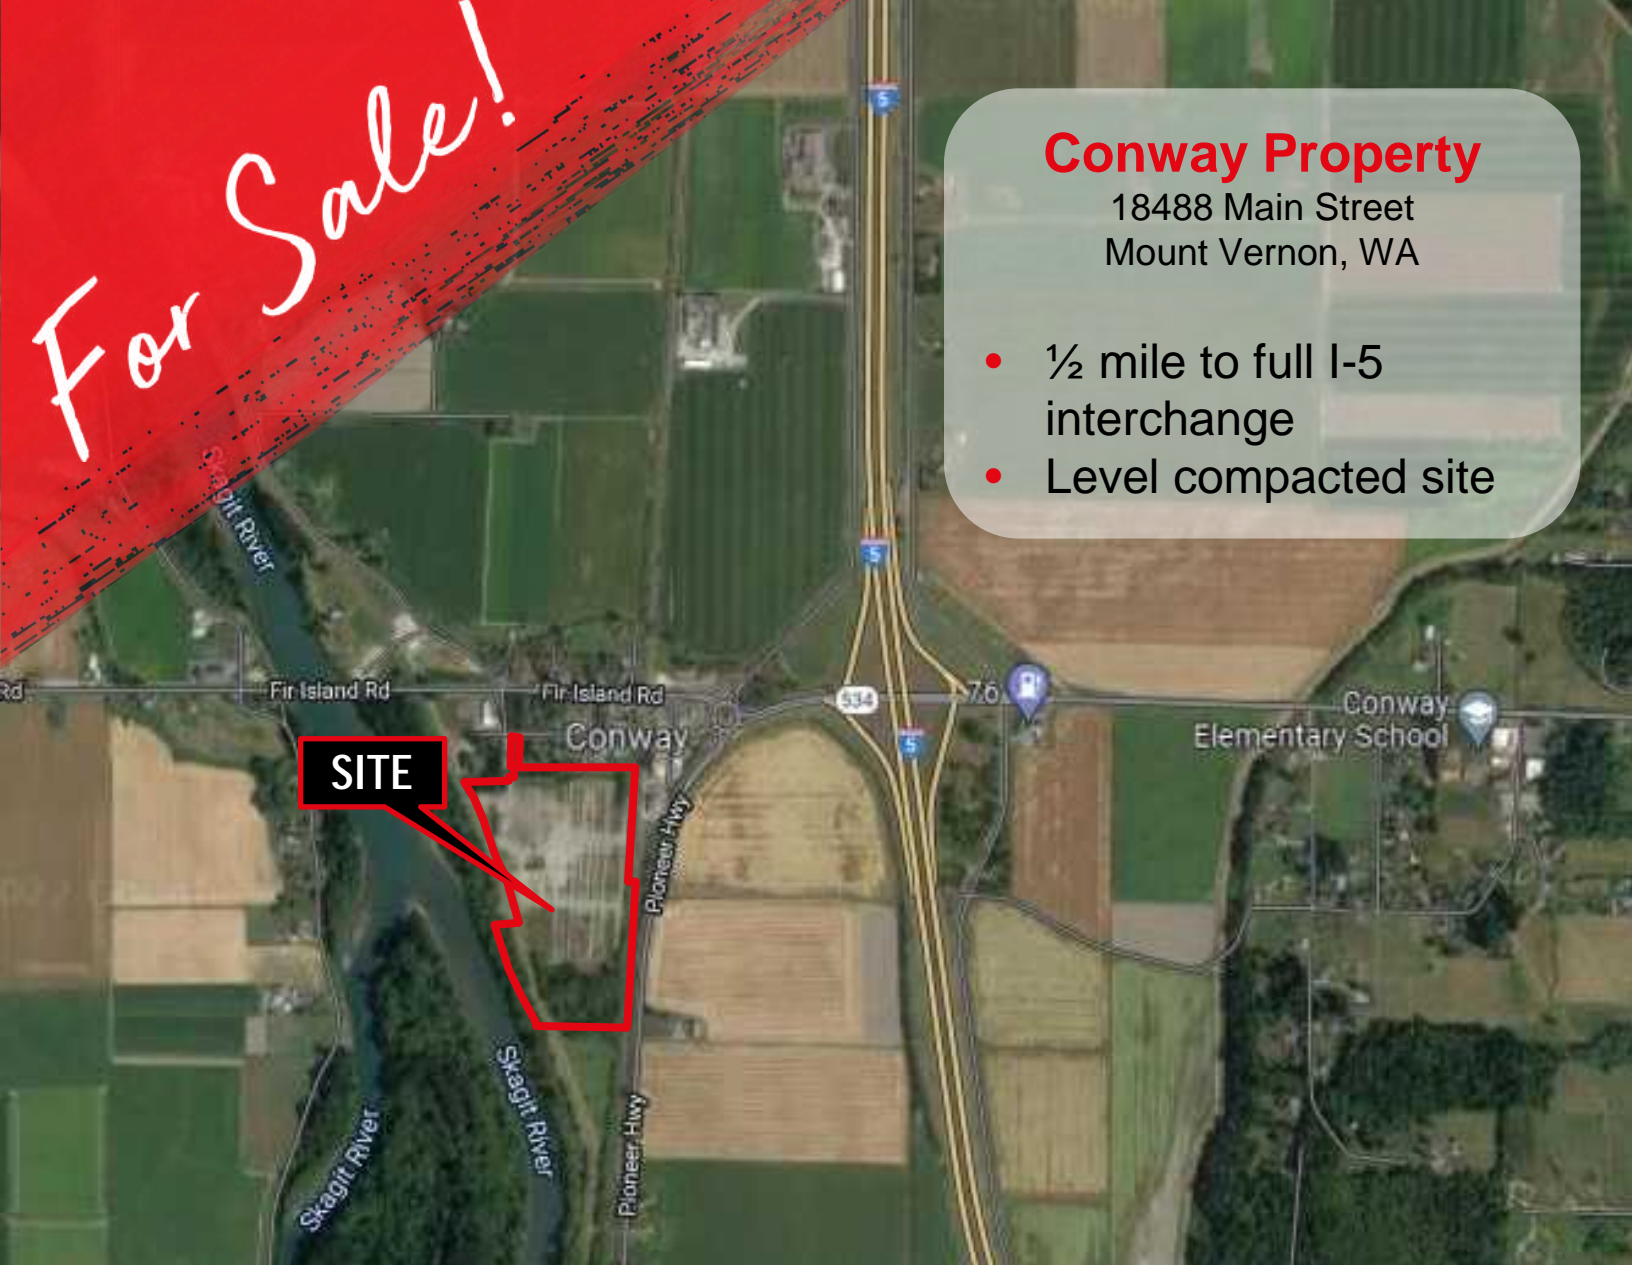 For Sale!
Conway Property
18488 Main Street
Mount Vernon, WA
• ½ mile to full I-5
interchange
• Level compacted site
5
Skagit River
5
Rd
Fir Island Rd
Fir Island Rd
534
76
Conway
Elementary School
Conway
5
SITE
Pioneer Hwy
Skagit River
Skagit River
Pioneer Hwy